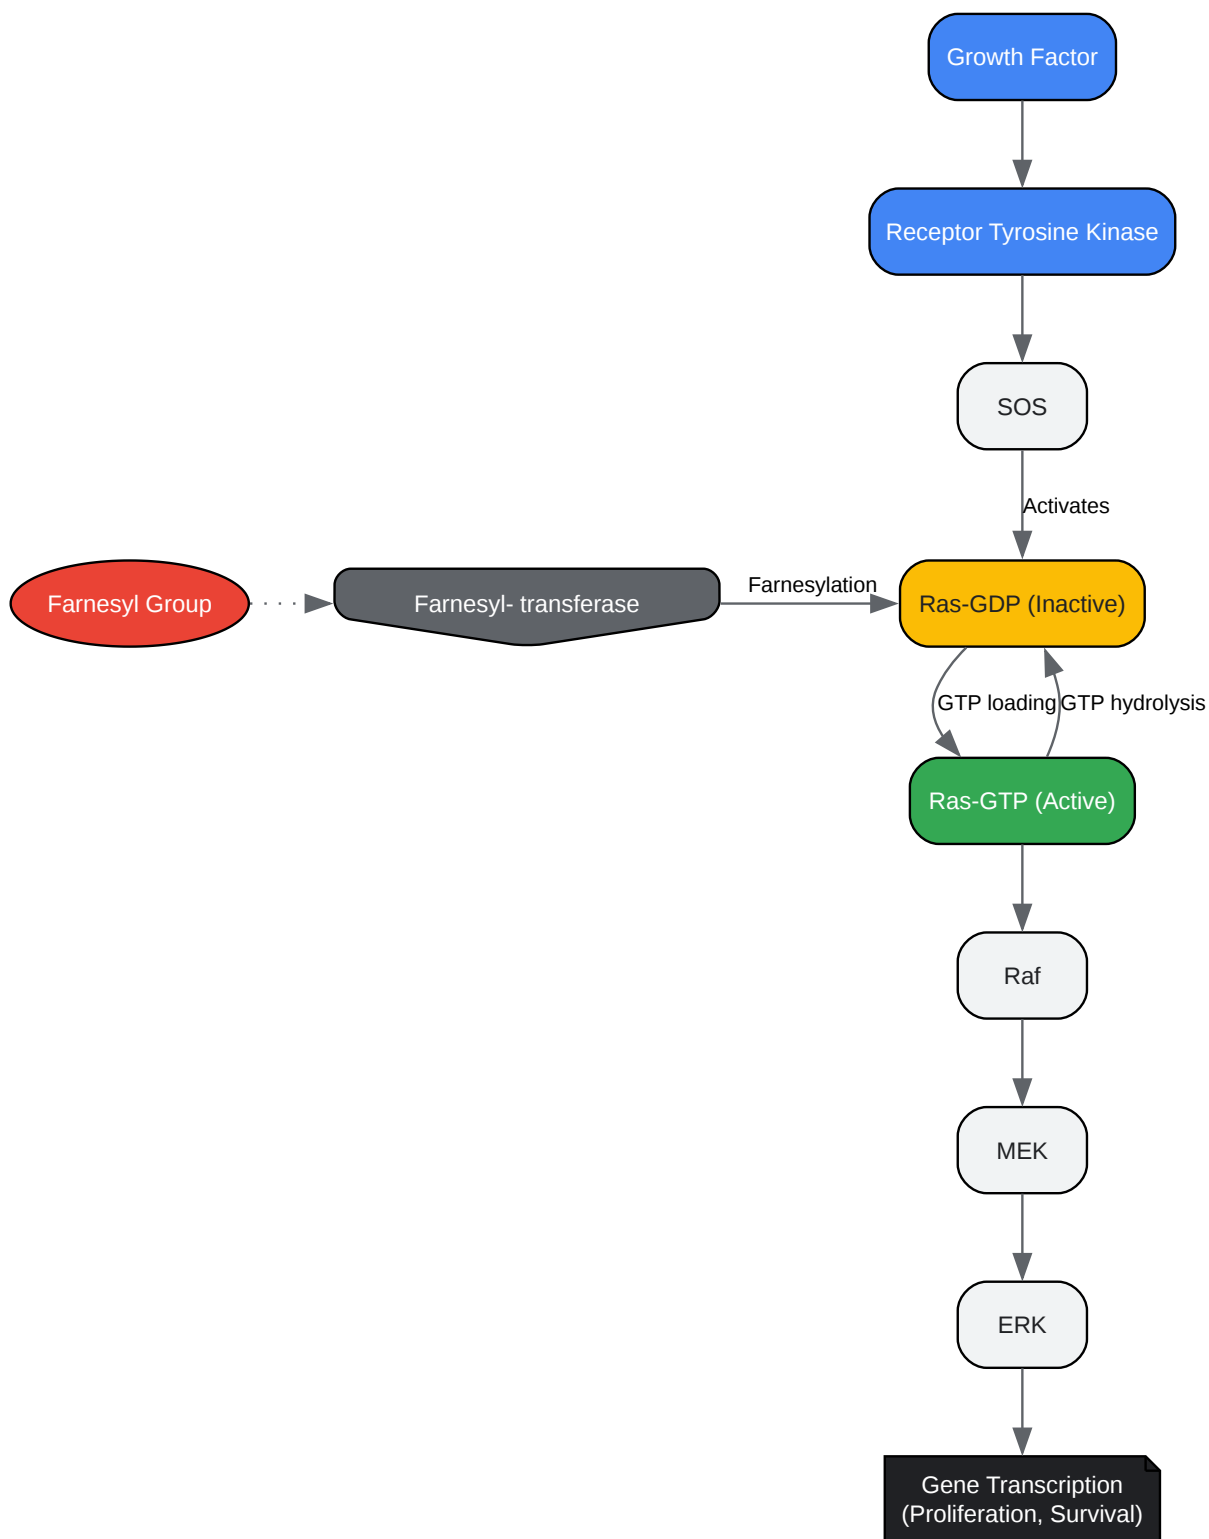 Growth Factor
Receptor Tyrosine Kinase
SOS
Activates
Farnesyl Group
Farnesyl- transferase
Farnesylation
Ras-GDP (Inactive)
GTP loading
GTP hydrolysis
Ras-GTP (Active)
Raf
MEK
ERK
Gene Transcription
(Proliferation, Survival)